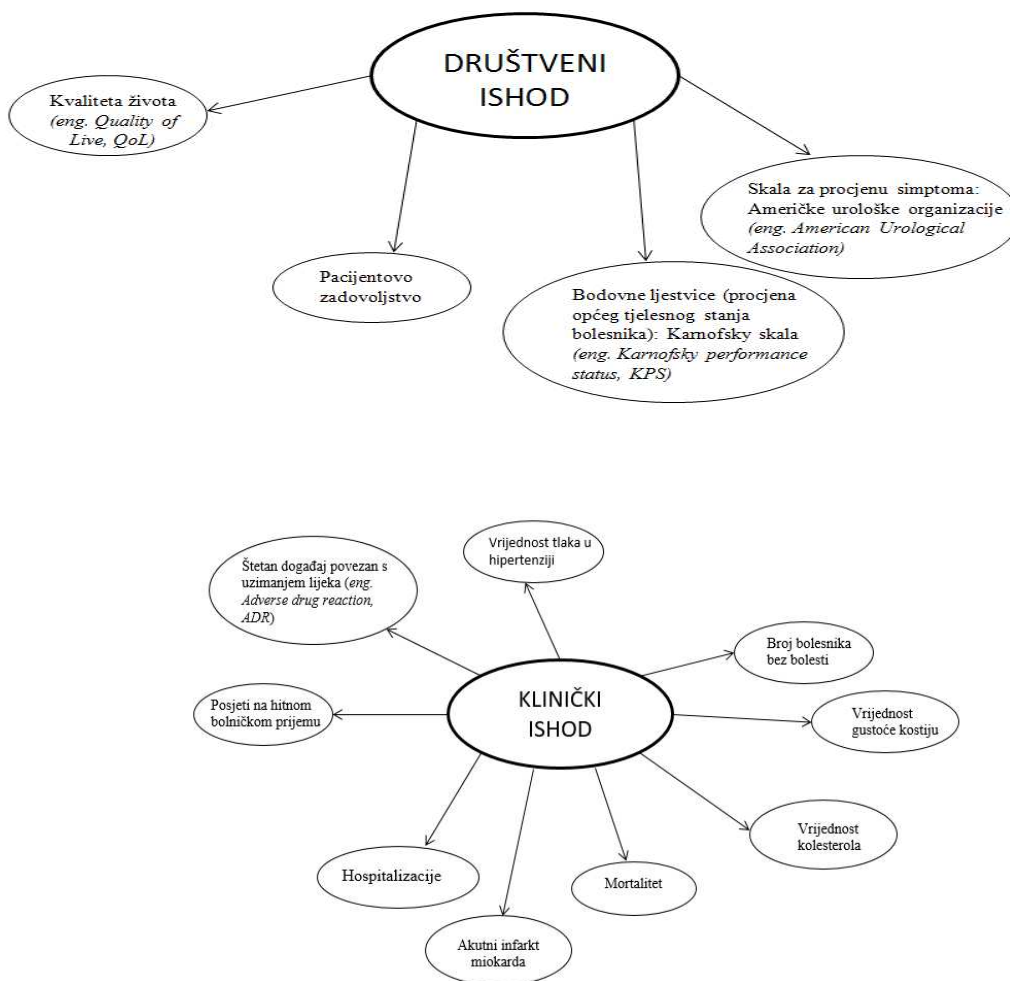 DRUŠTVENI
ISHOD
Kvaliteta života
(eng. Quality of
Live, QoL)
Skala za procjenu simptoma:
Američke urološke organizacije
(eng. American Urological
Association)
Pacijentovo
zadovoljstvo
Bodovne ljestvice (procjena
općeg tjelesnog stanja
bolesnika): Karnofsky skala
(eng. Karnofsky performance
status, KPS)
Vrijednost tlaka u
hipertenziji
Štetan događaj povezan s
uzimanjem lijeka (eng.
Adverse drug reaction,
ADR)
Broj bolesnika
bez bolesti
KLINIČKI
ISHOD
Posjeti na hitnom
bolničkom prijemu
Vrijednost
gustoće kostiju
Vrijednost
kolesterola
Hospitalizacije
Mortalitet
Akutni infarkt
miokarda